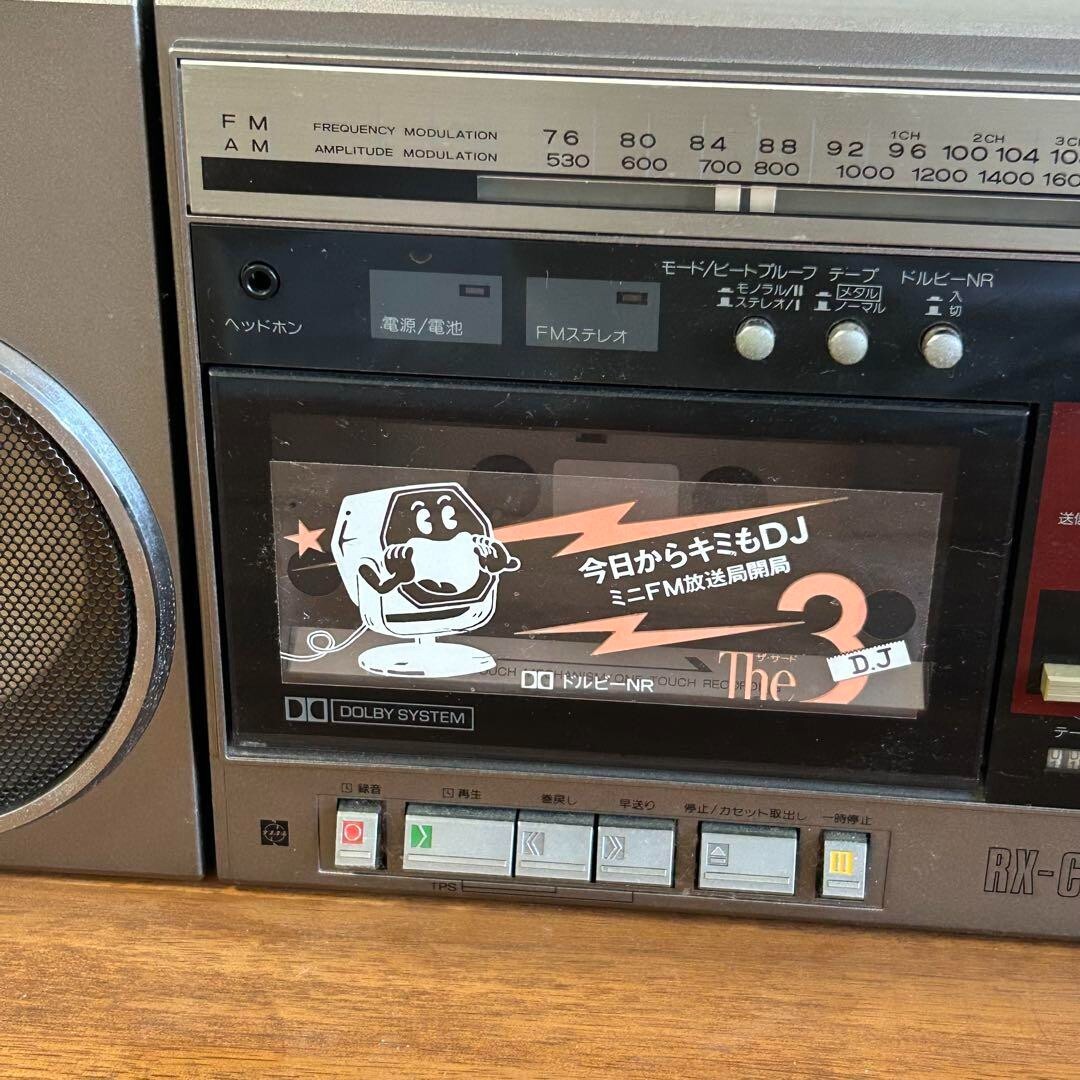 FM FREQUENCY MODULATION 76 80 84 88 92 96 100 104
AM AMPLITUDE MODULATION 530 600 700 800 1000 1200 1400
1CH 2CH
ヘッドホン
電源/電池
FMステレオ
モード/ビートプルーフ
モノラル/II
ステレオ/I
テープ
メタル
ノーマル
ドルビーNR
入
切
今日からキミもDJ
ミニFM放送局開局
ザ・サード
The 3
D.J
ドルビーNR
DOLBY SYSTEM
録音
再生
巻戻し
早送り
停止/カセット取出し
一時停止
TPS
RX-C